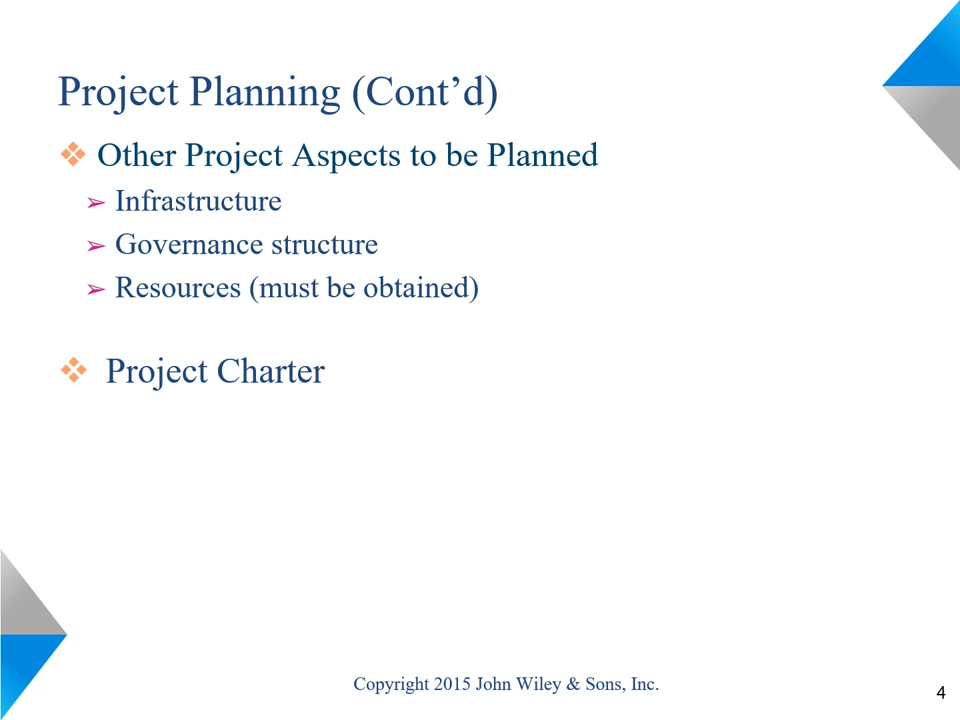 Project Planning (Cont’d)
❖ Other Project Aspects to be Planned
➢ Infrastructure
➢ Governance structure
➢ Resources (must be obtained)
❖ Project Charter
Copyright 2015 John Wiley & Sons, Inc.
4